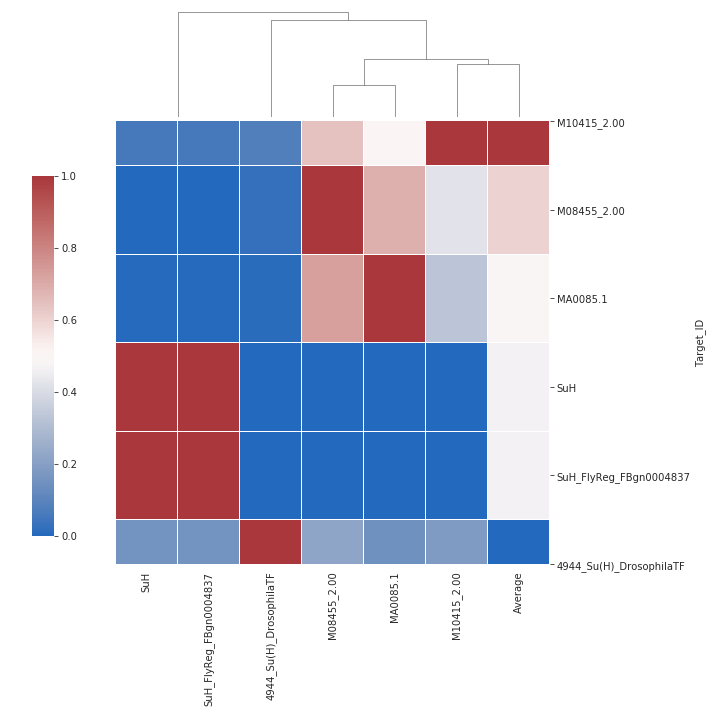 M10415_2.00
M08455_2.00
MA0085.1
SuH
SuH_FlyReg_FBgn0004837
4944_Su(H)_DrosophilaTF
Target_ID
1.0
0.8
0.6
0.4
0.2
0.0
SuH
SuH_FlyReg_FBgn0004837
4944_Su(H)_DrosophilaTF
M08455_2.00
MA0085.1
M10415_2.00
Average